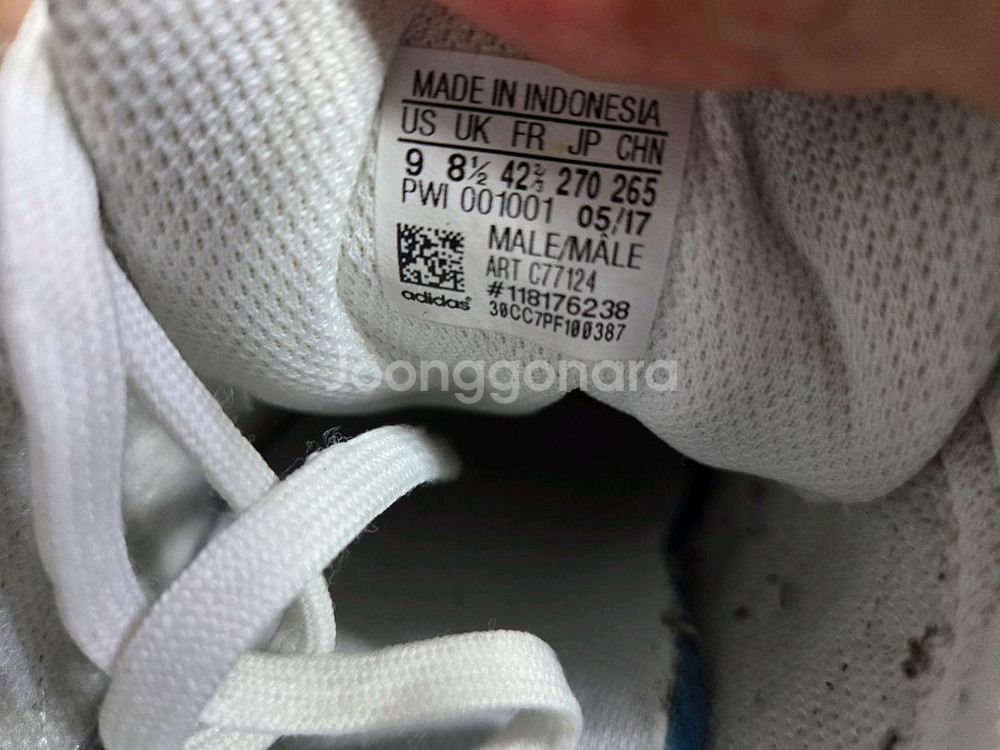 MADE IN INDONESIA
US UK FR JP CHN
9 8½ 42⅔ 270 265
PWI 001001 05/17
MALE/MÂLE
ART C77124
#118176238
adidas® 30CC7PF100387
Joonggonara